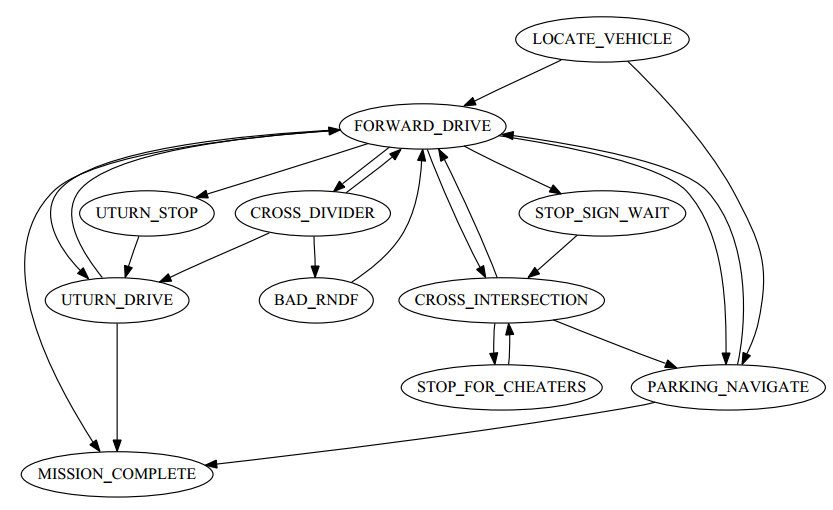 LOCATE_VEHICLE
FORWARD_DRIVE
UTURN_STOP
CROSS_DIVIDER
STOP_SIGN_WAIT
UTURN_DRIVE
BAD_RNDF
CROSS_INTERSECTION
STOP_FOR_CHEATERS
PARKING_NAVIGATE
MISSION_COMPLETE